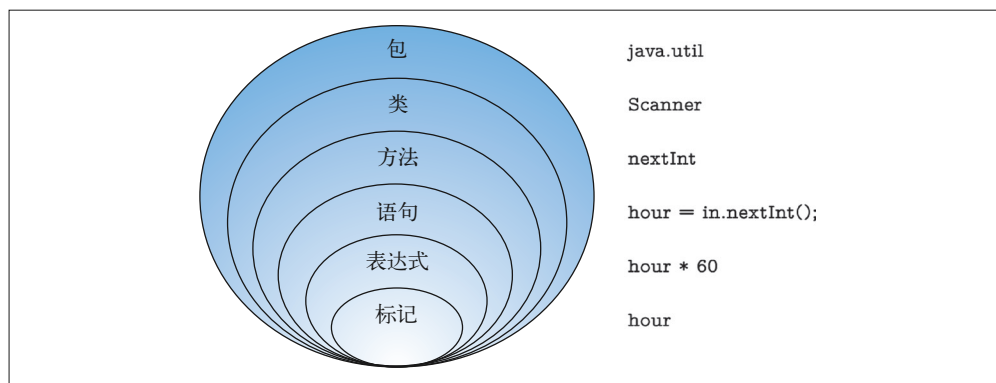 包 java.util
类 Scanner
方法 nextInt
语句 hour = in.nextInt();
表达式 hour * 60
标记 hour